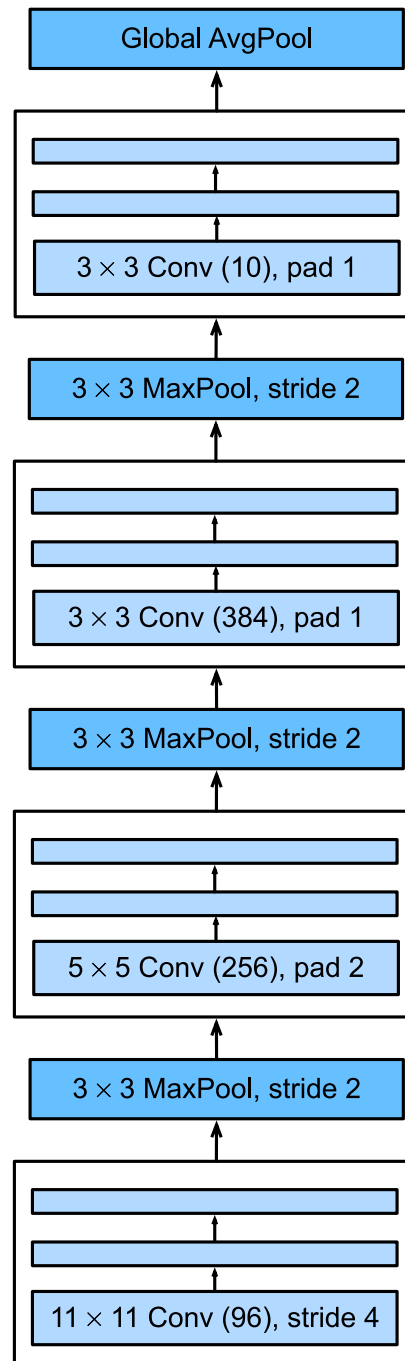 Global AvgPool
3 × 3 Conv (10), pad 1
3 × 3 MaxPool, stride 2
3 × 3 Conv (384), pad 1
3 × 3 MaxPool, stride 2
5 × 5 Conv (256), pad 2
3 × 3 MaxPool, stride 2
11 × 11 Conv (96), stride 4